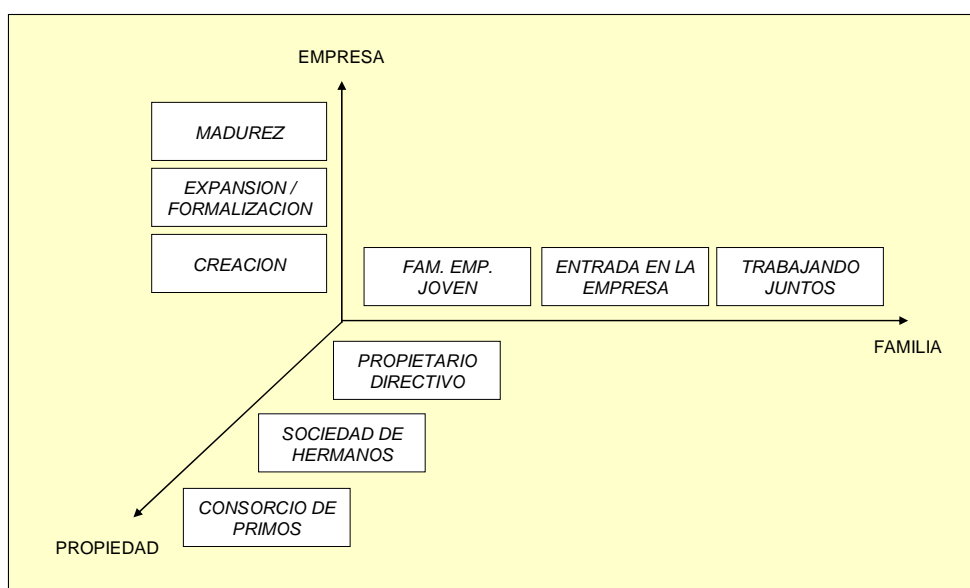 EMPRESA
MADUREZ
EXPANSION /
FORMALIZACION
CREACION
FAM. EMP.
JOVEN
ENTRADA EN LA
EMPRESA
TRABAJANDO
JUNTOS
FAMILIA
PROPIETARIO
DIRECTIVO
SOCIEDAD DE
HERMANOS
CONSORCIO DE
PRIMOS
PROPIEDAD